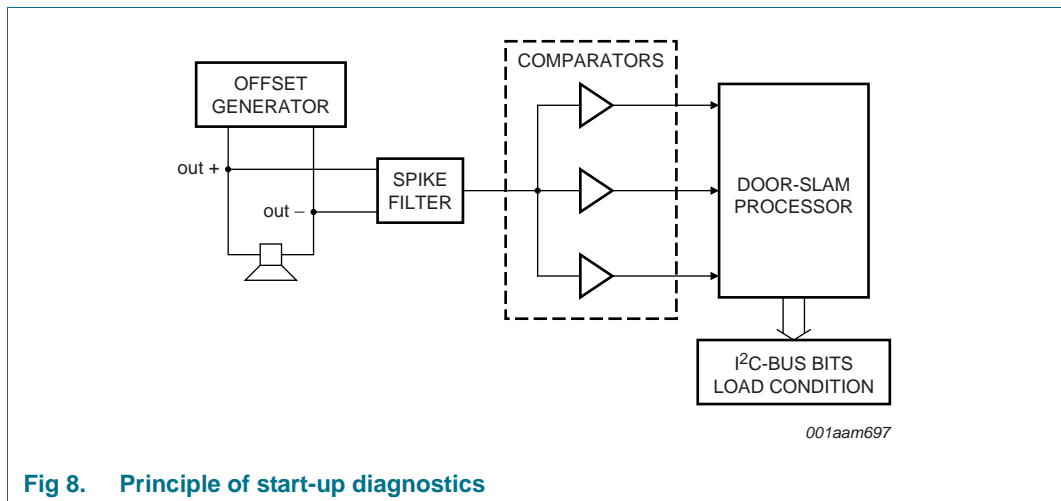 COMPARATORS
OFFSET
GENERATOR
out +
SPIKE
FILTER
out −
DOOR-SLAM
PROCESSOR
I²C-BUS BITS
LOAD CONDITION
001aam697
Fig 8. Principle of start-up diagnostics